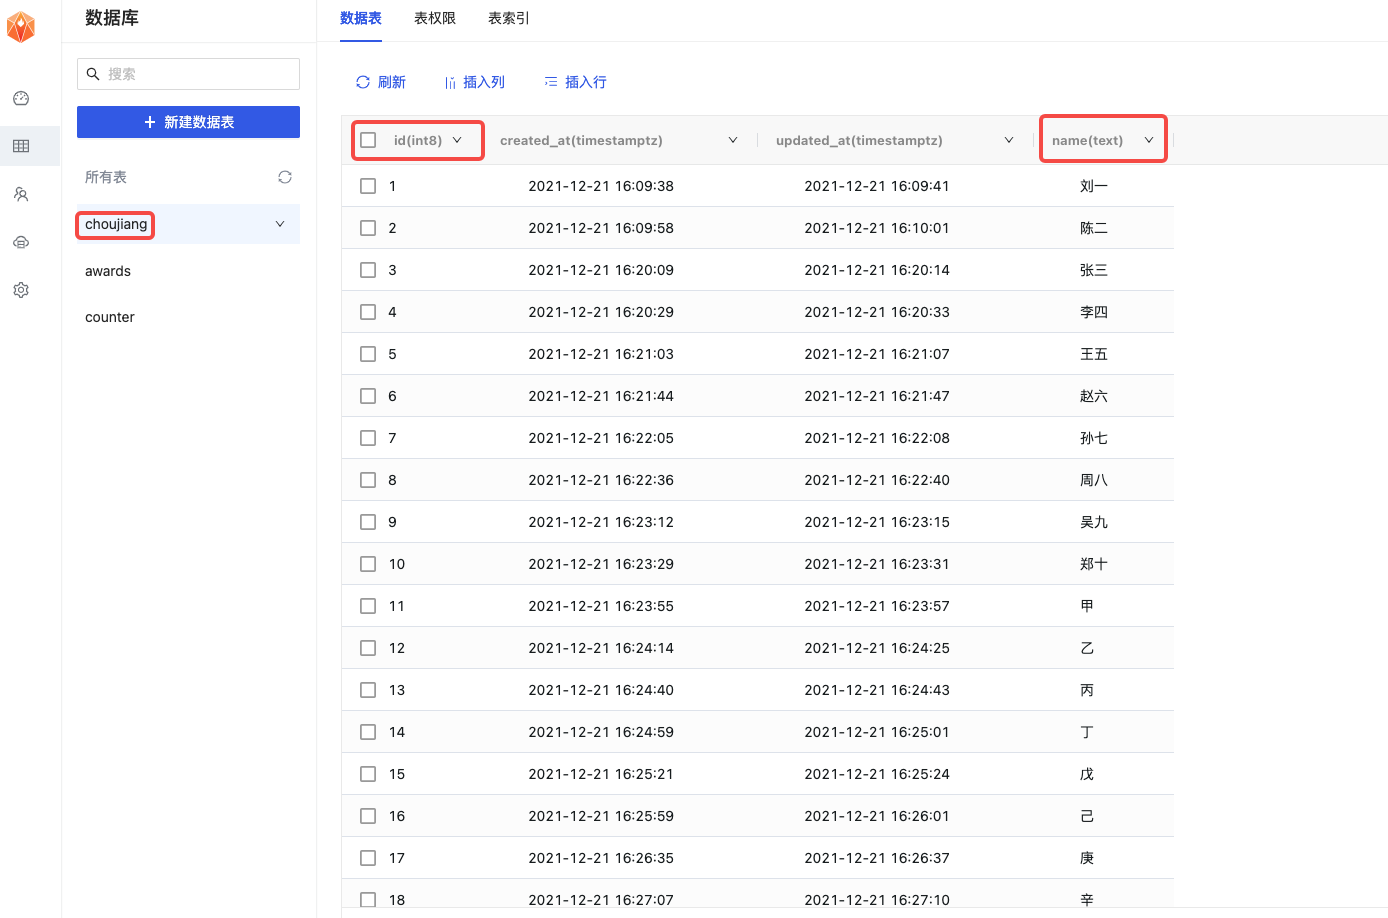 数据库
搜索
新建数据表
所有表
choujiang
awards
counter
数据表 表权限 表索引
刷新 插入列 插入行
id(int8) created_at(timestamptz) updated_at(timestamptz) name(text)
1 2021-12-21 16:09:38 2021-12-21 16:09:41 刘一
2 2021-12-21 16:09:58 2021-12-21 16:10:01 陈二
3 2021-12-21 16:20:09 2021-12-21 16:20:14 张三
4 2021-12-21 16:20:29 2021-12-21 16:20:33 李四
5 2021-12-21 16:21:03 2021-12-21 16:21:07 王五
6 2021-12-21 16:21:44 2021-12-21 16:21:47 赵六
7 2021-12-21 16:22:05 2021-12-21 16:22:08 孙七
8 2021-12-21 16:22:36 2021-12-21 16:22:40 周八
9 2021-12-21 16:23:12 2021-12-21 16:23:15 吴九
10 2021-12-21 16:23:29 2021-12-21 16:23:31 郑十
11 2021-12-21 16:23:55 2021-12-21 16:23:57 甲
12 2021-12-21 16:24:14 2021-12-21 16:24:25 乙
13 2021-12-21 16:24:40 2021-12-21 16:24:43 丙
14 2021-12-21 16:24:59 2021-12-21 16:25:01 丁
15 2021-12-21 16:25:21 2021-12-21 16:25:24 戊
16 2021-12-21 16:25:59 2021-12-21 16:26:01 己
17 2021-12-21 16:26:35 2021-12-21 16:26:37 庚
18 2021-12-21 16:27:07 2021-12-21 16:27:10 辛